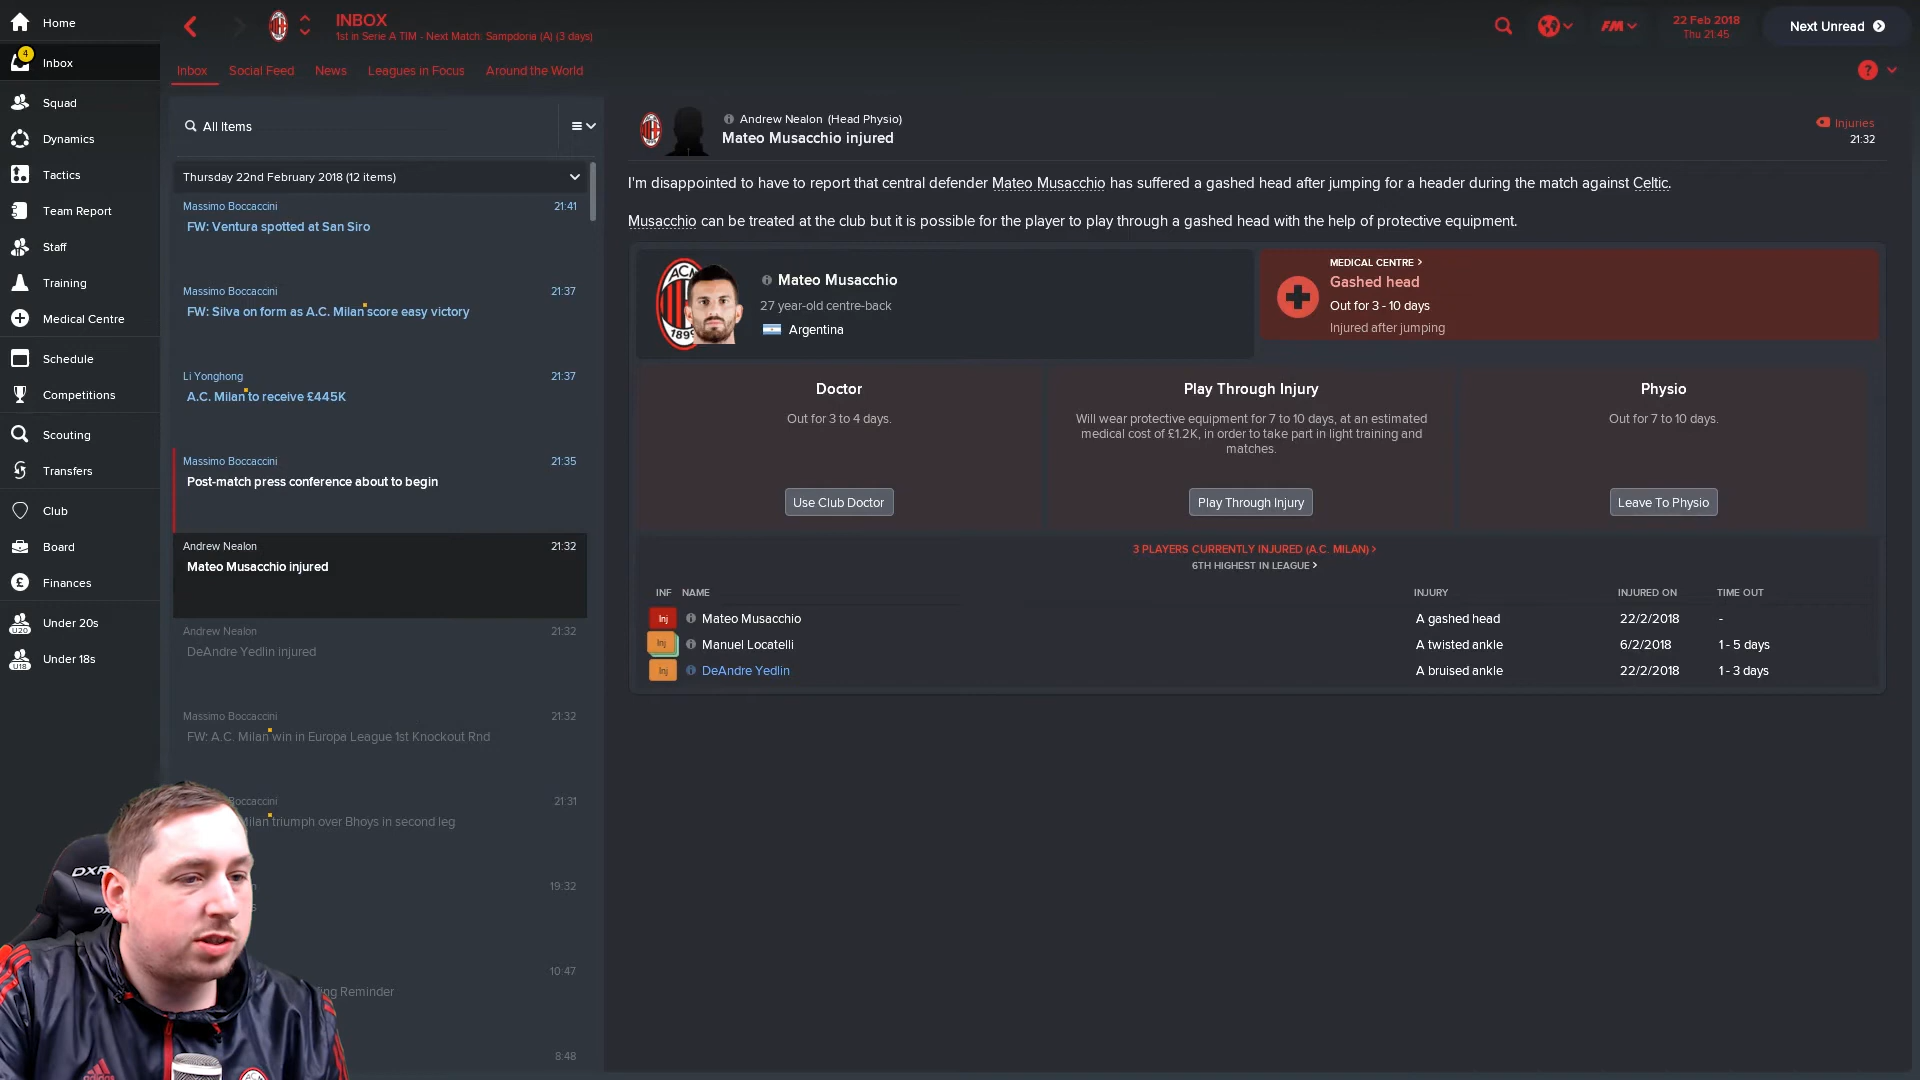 Home
4
Inbox
Squad
Dynamics
Tactics
Team Report
Staff
Training
Medical Centre
Schedule
Competitions
Scouting
Transfers
Club
Board
Finances
U20
Under 20s
U18
Under 18s
INBOX
1st in Serie A TIM - Next Match: Sampdoria (A) (3 days)
FM
22 Feb 2018
Thu 21:45
Next Unread
Inbox
Social Feed
News
Leagues in Focus
Around the World
?
All Items
Thursday 22nd February 2018 (12 items)
Massimo Boccaccini 21:41
FW: Ventura spotted at San Siro
Massimo Boccaccini 21:37
FW: Silva on form as A.C. Milan score easy victory
Li Yonghong 21:37
A.C. Milan to receive £445K
Massimo Boccaccini 21:35
Post-match press conference about to begin
Andrew Nealon 21:32
Mateo Musacchio injured
Andrew Nealon 21:32
DeAndre Yedlin injured
Massimo Boccaccini 21:32
FW: A.C. Milan win in Europa League 1st Knockout Rnd
Boccaccini 21:31
Milan triumph over Bhoys in second leg
19:32
10:47
Reminder
8:48
Andrew Nealon (Head Physio)
Mateo Musacchio injured
Injuries
21:32
I'm disappointed to have to report that central defender Mateo Musacchio has suffered a gashed head after jumping for a header during the match against Celtic.
Musacchio can be treated at the club but it is possible for the player to play through a gashed head with the help of protective equipment.
ACM
1899
Mateo Musacchio
27 year-old centre-back
Argentina
MEDICAL CENTRE >
Gashed head
Out for 3 - 10 days
Injured after jumping
Doctor
Out for 3 to 4 days.
Use Club Doctor
Play Through Injury
Will wear protective equipment for 7 to 10 days, at an estimated
medical cost of £1.2K, in order to take part in light training and
matches.
Play Through Injury
Physio
Out for 7 to 10 days.
Leave To Physio
3 PLAYERS CURRENTLY INJURED (A.C. MILAN) >
6TH HIGHEST IN LEAGUE >
INF NAME INJURY INJURED ON TIME OUT
Inj Mateo Musacchio A gashed head 22/2/2018 -
Inj Manuel Locatelli A twisted ankle 6/2/2018 1 - 5 days
Inj DeAndre Yedlin A bruised ankle 22/2/2018 1 - 3 days
adidas